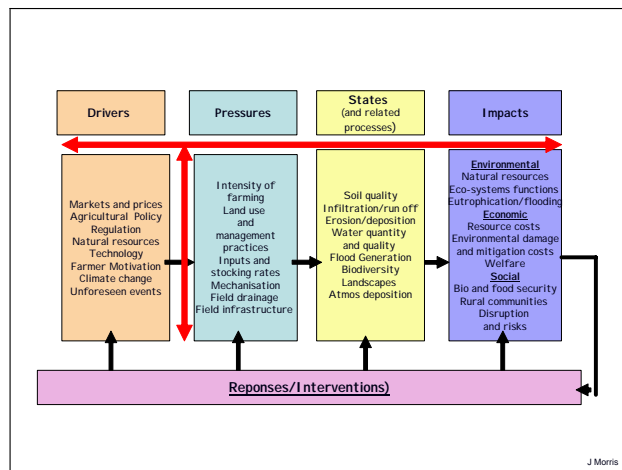 Drivers
Pressures
States
(and related
processes)
Impacts
Markets and prices
Agricultural Policy
Regulation
Natural resources
Technology
Farmer Motivation
Climate change
Unforeseen events
Intensity of
farming
Land use
and
management
practices
Inputs and
stocking rates
Mechanisation
Field drainage
Field infrastructure
Soil quality
Infiltration/run off
Erosion/deposition
Water quantity
and quality
Flood Generation
Biodiversity
Landscapes
Atmos deposition
Environmental
Natural resources
Eco-systems functions
Eutrophication/flooding
Economic
Resource costs
Environmental damage
and mitigation costs
Welfare
Social
Bio and food security
Rural communities
Disruption
and risks
Reponses/Interventions)
J Morris